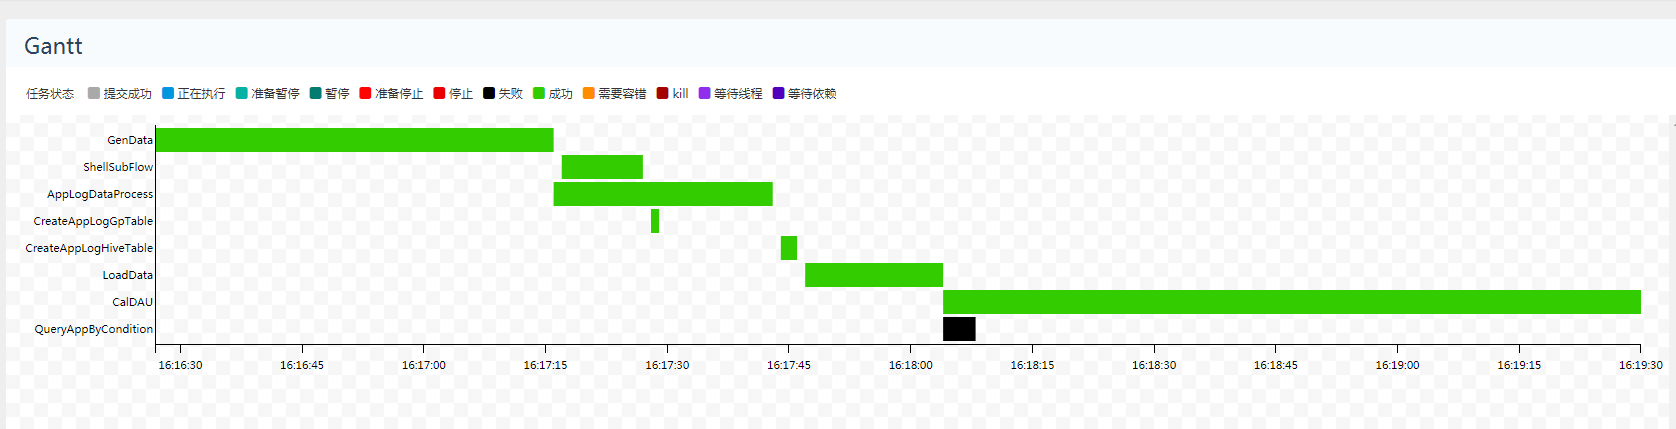 Gantt
任务状态 提交成功 正在执行 准备暂停 暂停 准备停止 停止 失败 成功 需要容错 kill 等待线程 等待依赖
GenData
ShellSubFlow
AppLogDataProcess
CreateAppLogGpTable
CreateAppLogHiveTable
LoadData
CalDAU
QueryAppByCondition
16:16:30 16:16:45 16:17:00 16:17:15 16:17:30 16:17:45 16:18:00 16:18:15 16:18:30 16:18:45 16:19:00 16:19:15 16:19:30